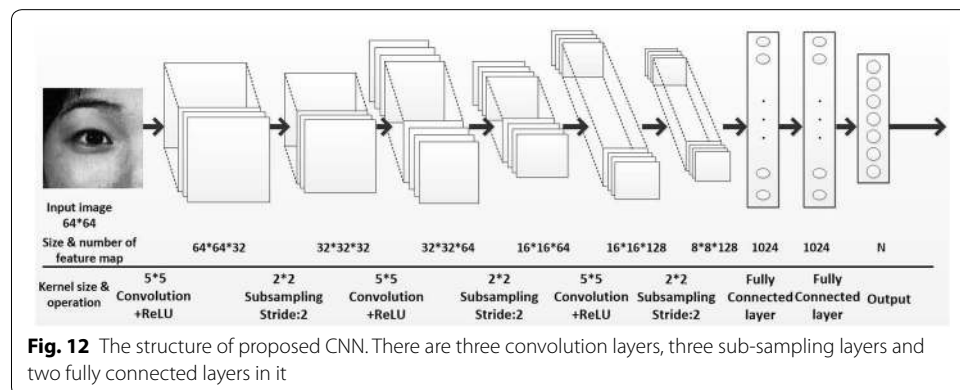 Input image
64*64
Size & number of
feature map
64*64*32 32*32*32 32*32*64 16*16*64 16*16*128 8*8*128 1024 1024 N
Kernel size &
operation
5*5 2*2 5*5 2*2 5*5 2*2 Fully Fully
Convolution Subsampling Convolution Subsampling Convolution Subsampling Connected Connected Output
+ReLU Stride:2 +ReLU Stride:2 +ReLU Stride:2 layer layer
Fig. 12 The structure of proposed CNN. There are three convolution layers, three sub-sampling layers and
two fully connected layers in it